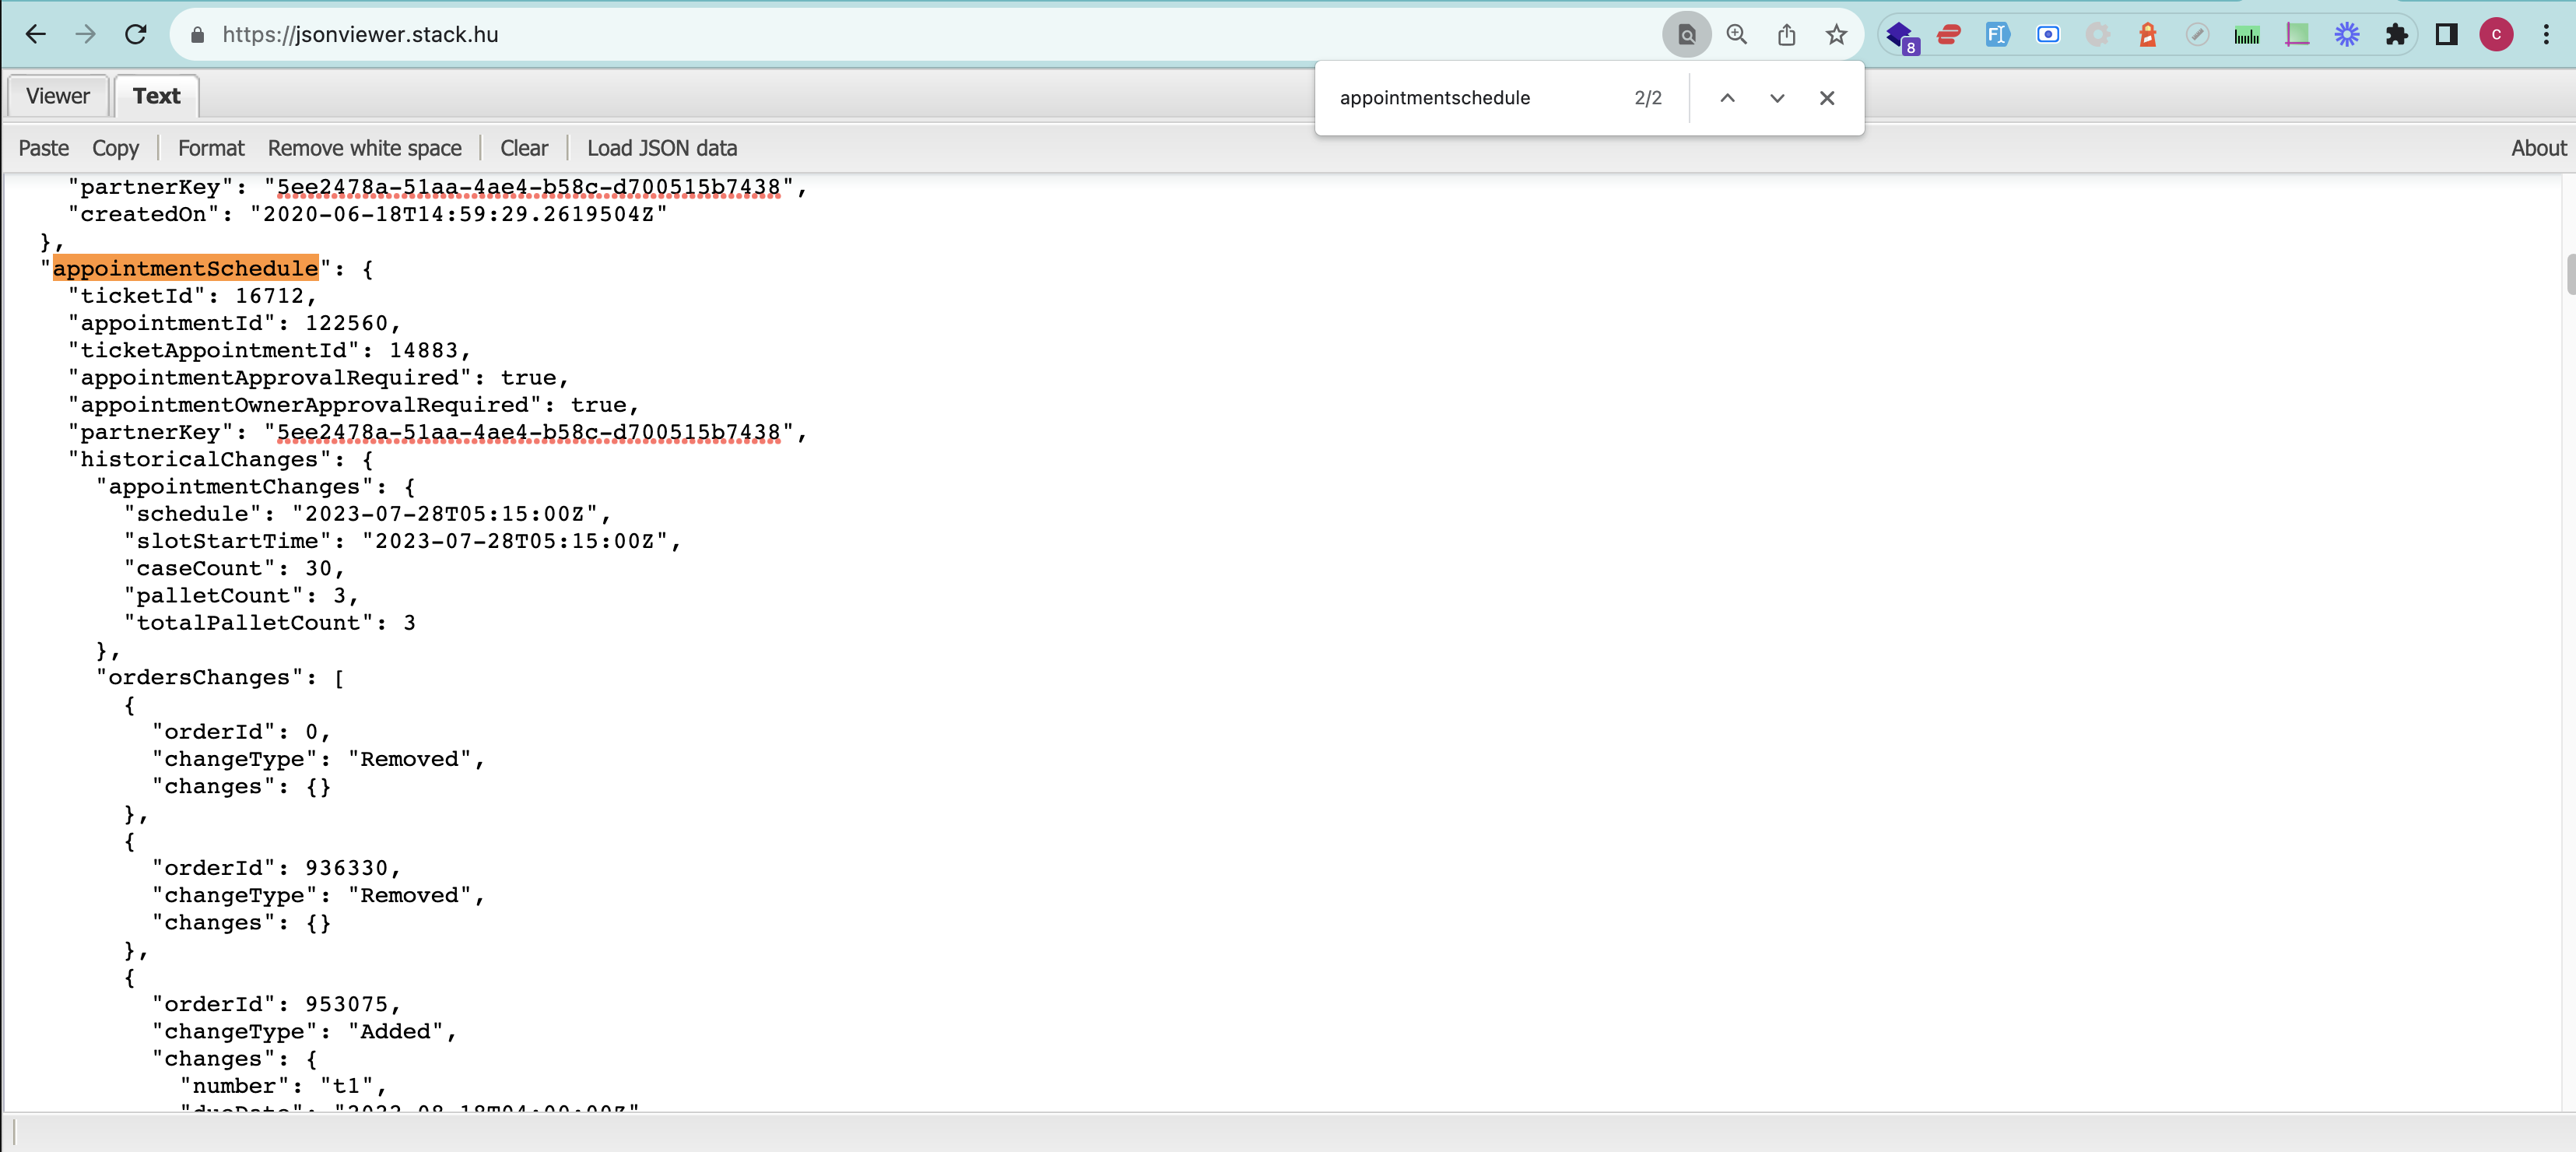 https://jsonviewer.stack.hu
8
C
appointmentschedule 2/2
Viewer Text
Paste Copy Format Remove white space Clear Load JSON data About
"partnerKey": "5ee2478a-51aa-4ae4-b58c-d700515b7438",
"createdOn": "2020-06-18T14:59:29.2619504Z"
},
"appointmentSchedule": {
"ticketId": 16712,
"appointmentId": 122560,
"ticketAppointmentId": 14883,
"appointmentApprovalRequired": true,
"appointmentOwnerApprovalRequired": true,
"partnerKey": "5ee2478a-51aa-4ae4-b58c-d700515b7438",
"historicalChanges": {
"appointmentChanges": {
"schedule": "2023-07-28T05:15:00Z",
"slotStartTime": "2023-07-28T05:15:00Z",
"caseCount": 30,
"palletCount": 3,
"totalPalletCount": 3
},
"ordersChanges": [
{
"orderId": 0,
"changeType": "Removed",
"changes": {}
},
{
"orderId": 936330,
"changeType": "Removed",
"changes": {}
},
{
"orderId": 953075,
"changeType": "Added",
"changes": {
"number": "t1",